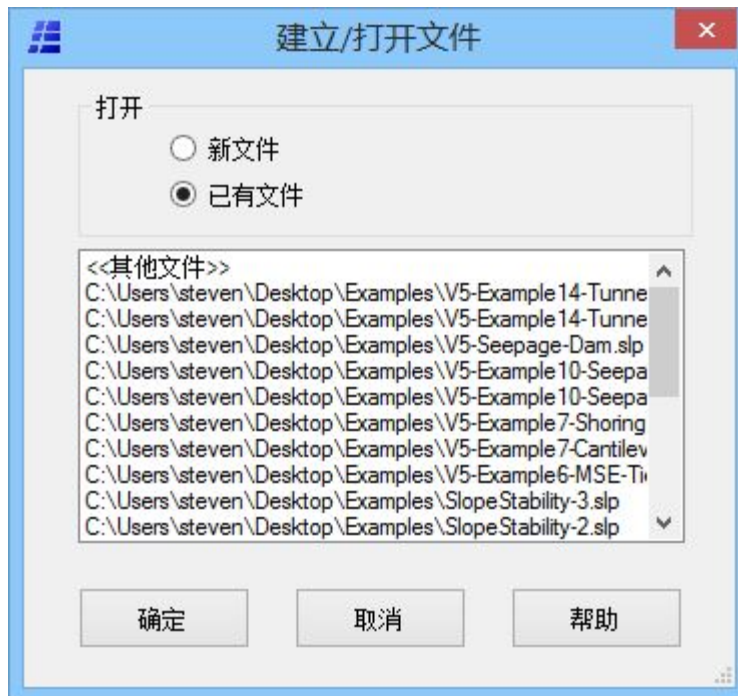 建立/打开文件
打开
新文件
已有文件
<<其他文件>>
C:\Users\steven\Desktop\Examples\V5-Example14-Tunne
C:\Users\steven\Desktop\Examples\V5-Example14-Tunne
C:\Users\steven\Desktop\Examples\V5-Seepage-Dam.slp
C:\Users\steven\Desktop\Examples\V5-Example10-Seepa
C:\Users\steven\Desktop\Examples\V5-Example10-Seepa
C:\Users\steven\Desktop\Examples\V5-Example7-Shoring
C:\Users\steven\Desktop\Examples\V5-Example7-Cantilev
C:\Users\steven\Desktop\Examples\V5-Example6-MSE-Tie
C:\Users\steven\Desktop\Examples\SlopeStability-3.slp
C:\Users\steven\Desktop\Examples\SlopeStability-2.slp
确定 取消 帮助